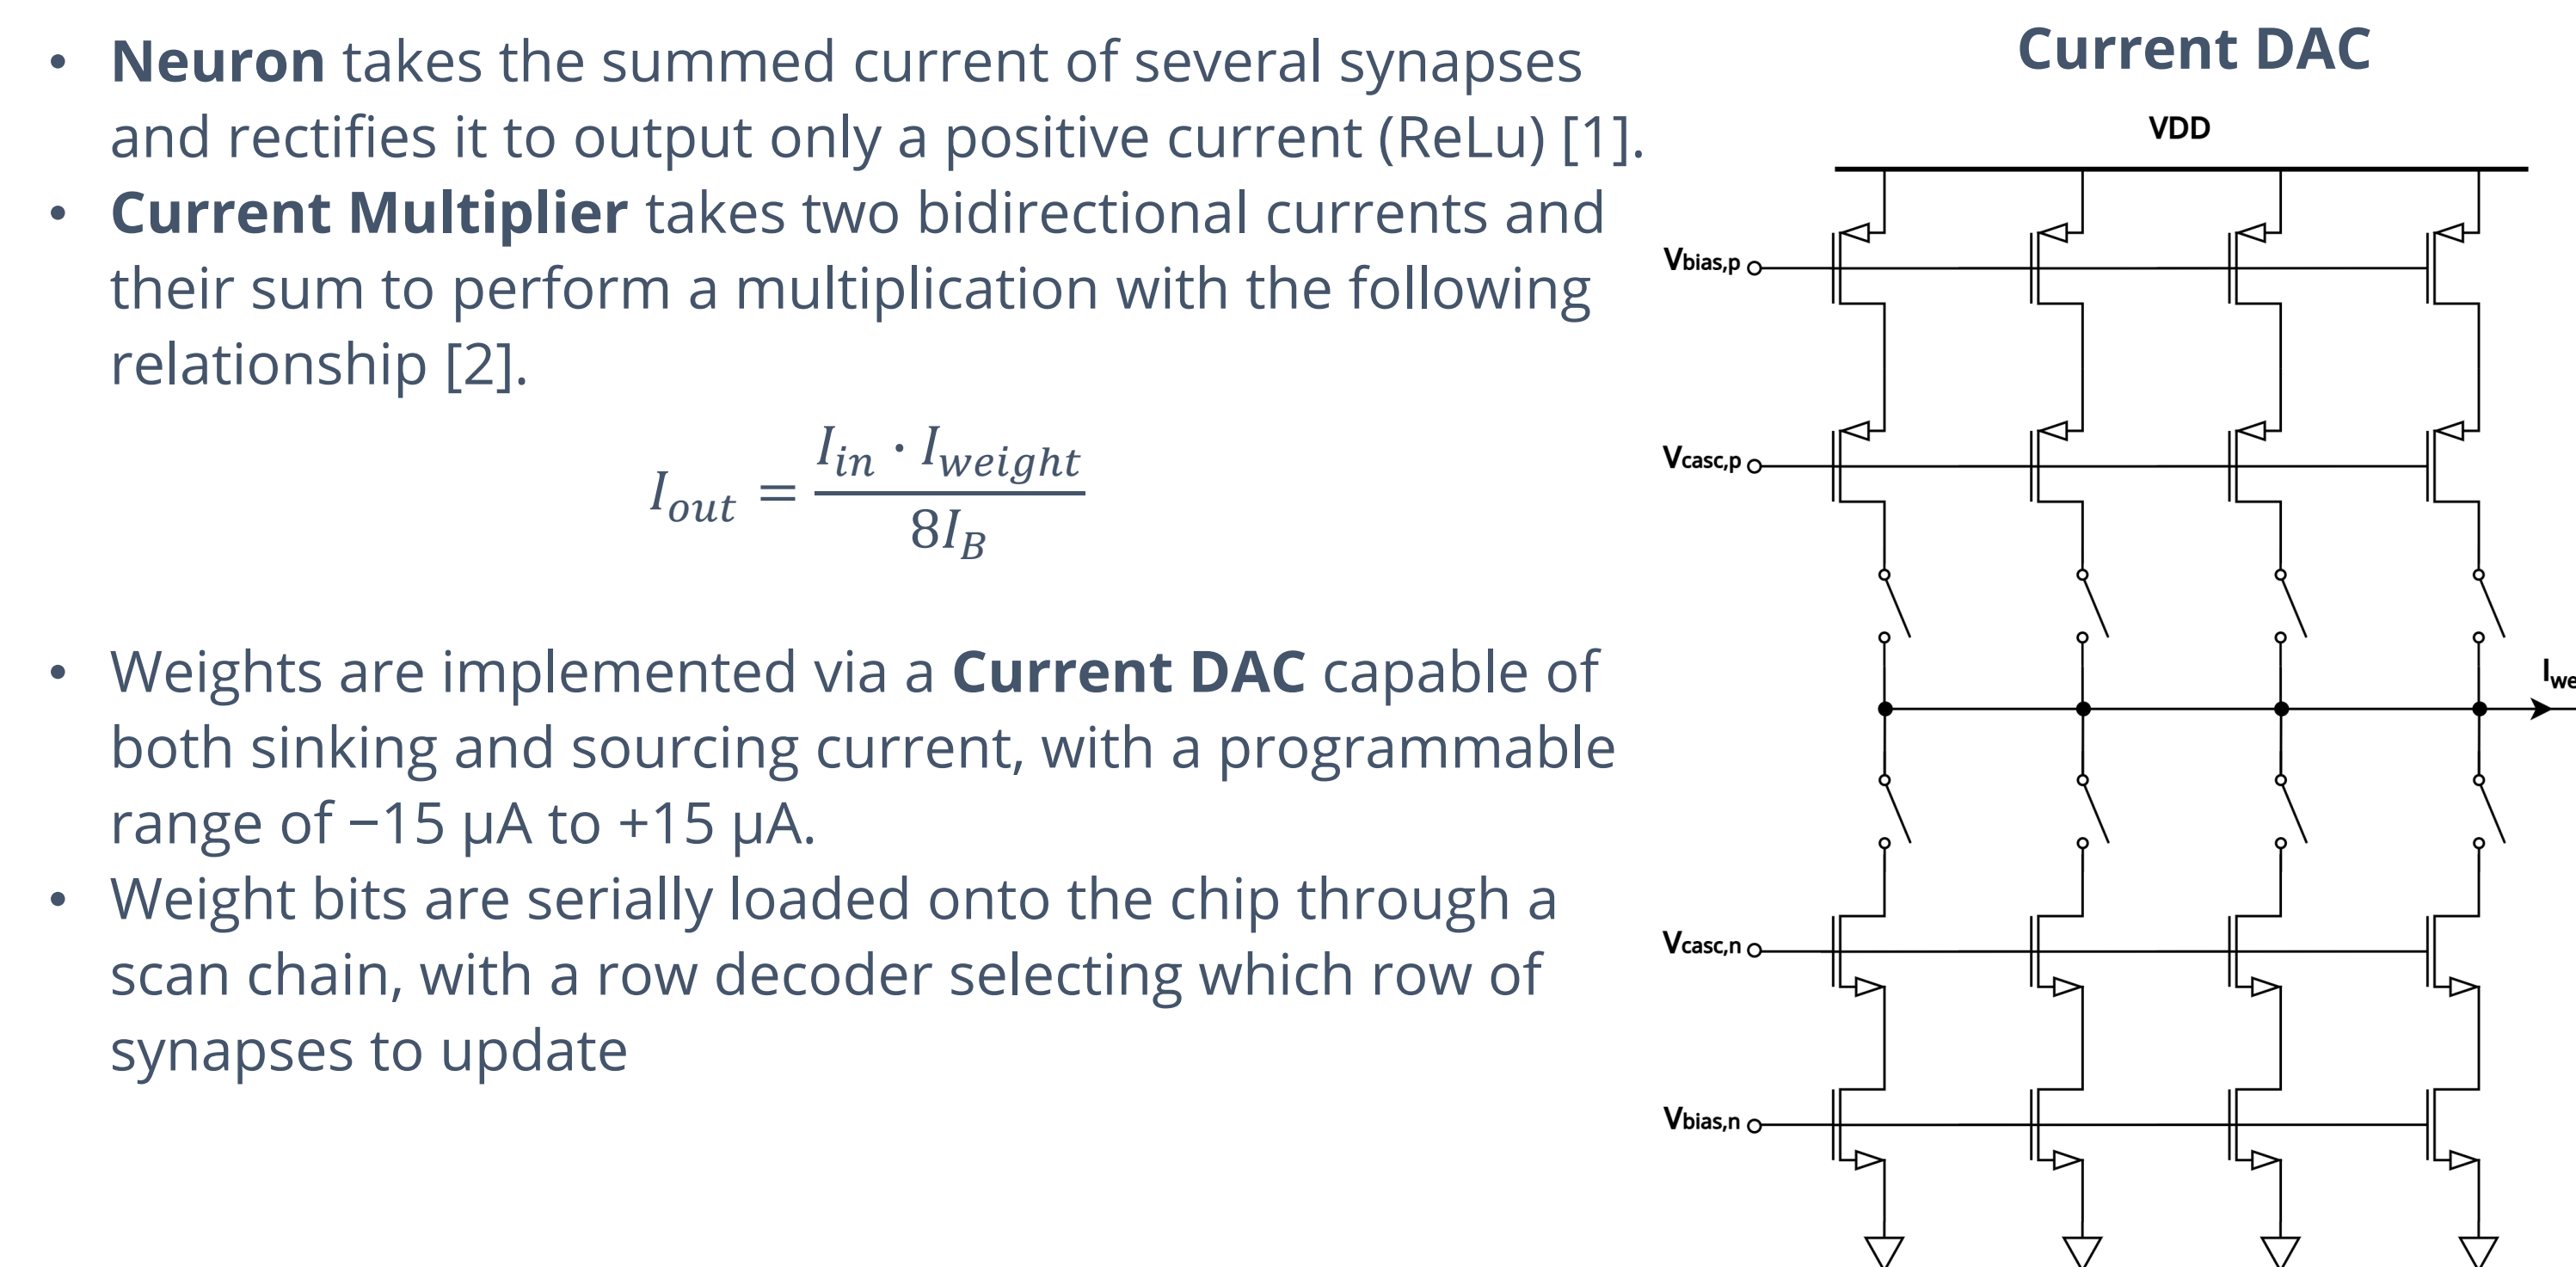 • Neuron takes the summed current of several synapses
and rectifies it to output only a positive current (ReLu) [1].
• Current Multiplier takes two bidirectional currents and
their sum to perform a multiplication with the following
relationship [2].
I_out = (I_in · I_weight) / (8I_B)
• Weights are implemented via a Current DAC capable of
both sinking and sourcing current, with a programmable
range of −15 µA to +15 µA.
• Weight bits are serially loaded onto the chip through a
scan chain, with a row decoder selecting which row of
synapses to update
Current DAC
VDD
Vbias,p
Vcasc,p
Vcasc,n
Vbias,n